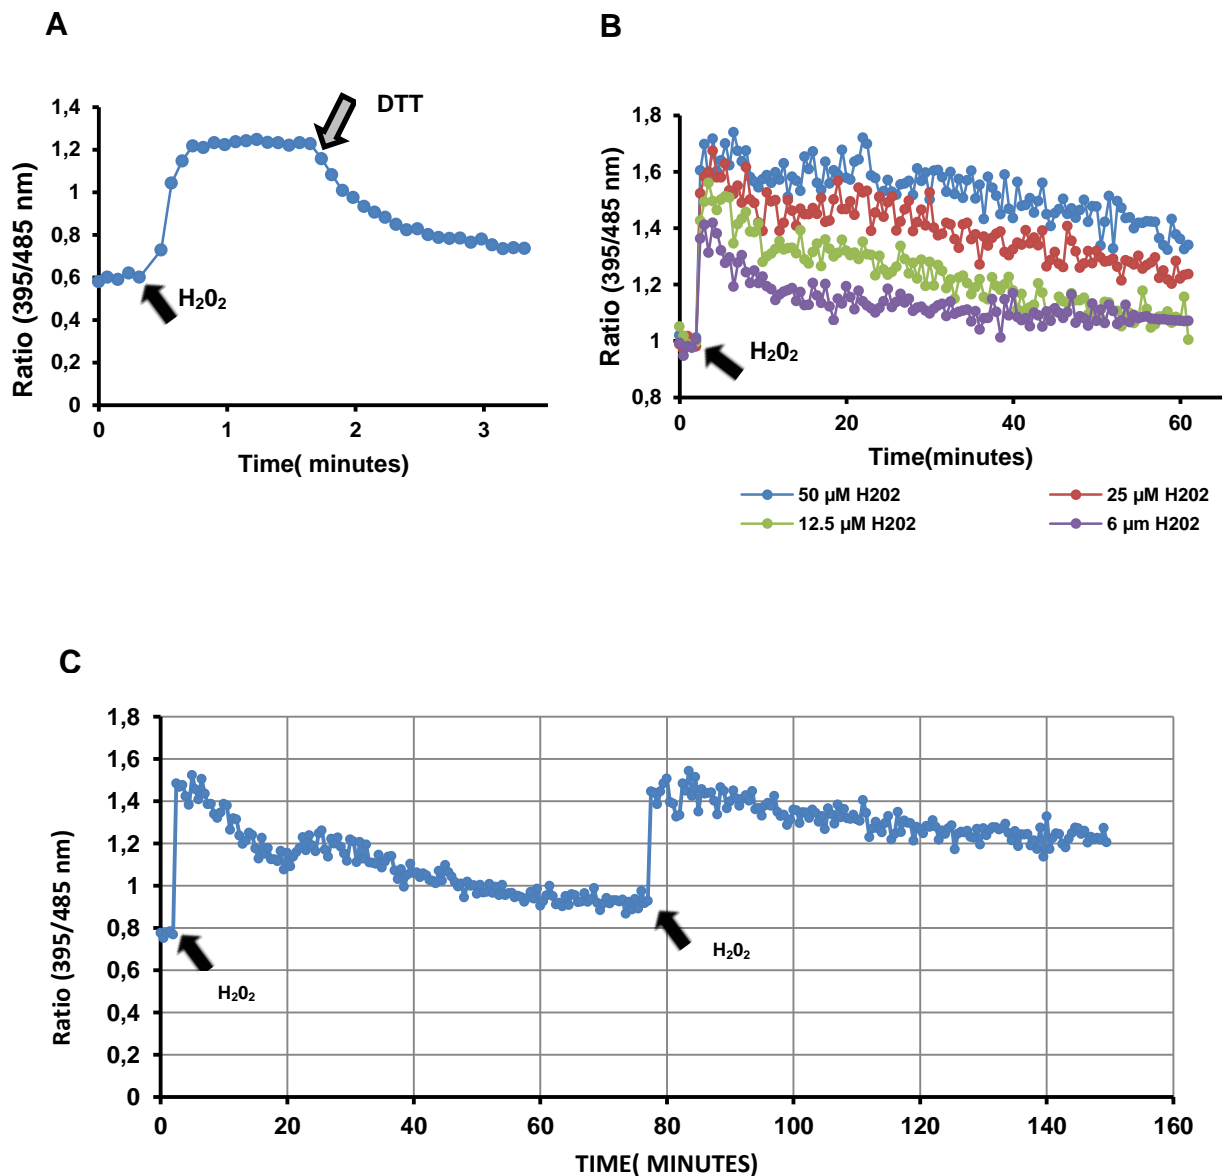 A
1,4
1,2
1
0,8
0,6
0,4
0,2
0
Ratio (395/485 nm)
DTT
H₂0₂
0 1 2 3
Time( minutes)
B
1.8
1.6
1.4
1.2
1
0,8
Ratio (395/485 nm)
H₂0₂
0 20 40 60
Time(minutes)
50 µM H202 25 µM H202
12.5 µM H202 6 µm H202
C
1,8
1,6
1,4
1,2
1
0,8
0,6
0,4
0,2
0
Ratio (395/485 nm)
H₂0₂
H₂0₂
0 20 40 60 80 100 120 140 160
TIME( MINUTES)